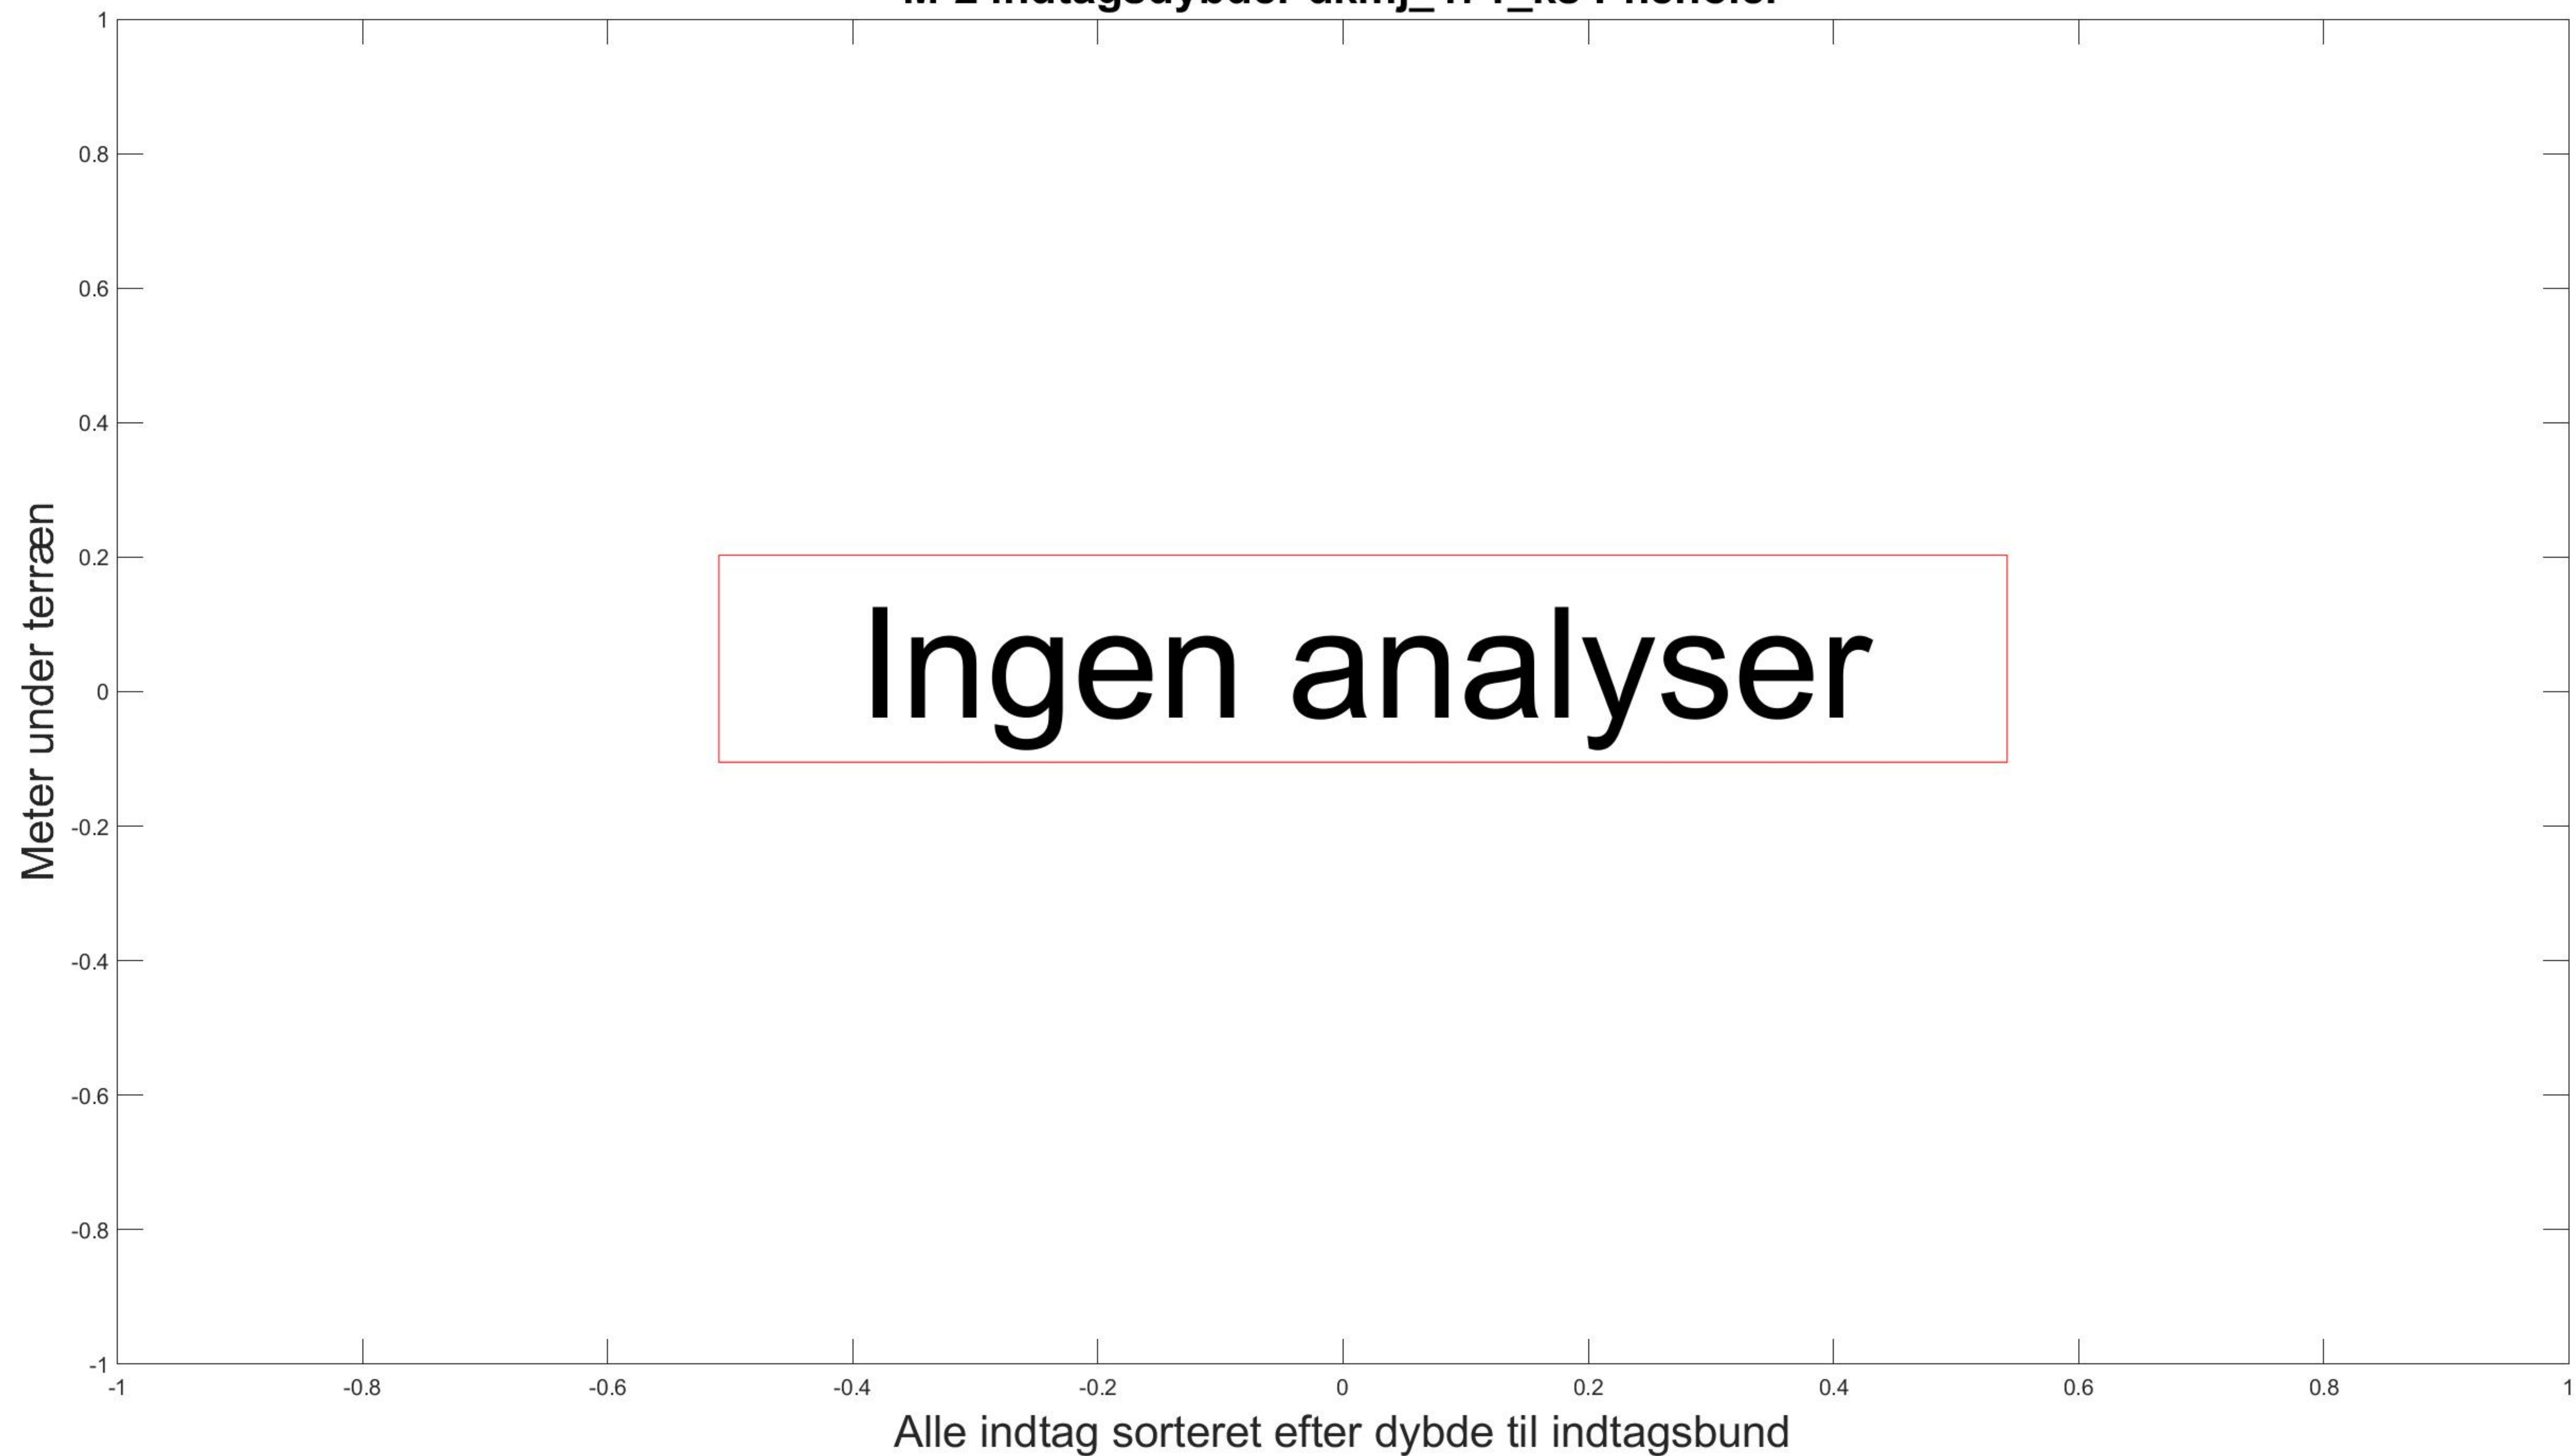 1
0.8
0.6
0.4
0.2
0
-0.2
-0.4
-0.6
-0.8
-1
Meter under terræn
Ingen analyser
-1 -0.8 -0.6 -0.4 -0.2 0 0.2 0.4 0.6 0.8 1
Alle indtag sorteret efter dybde til indtagsbund